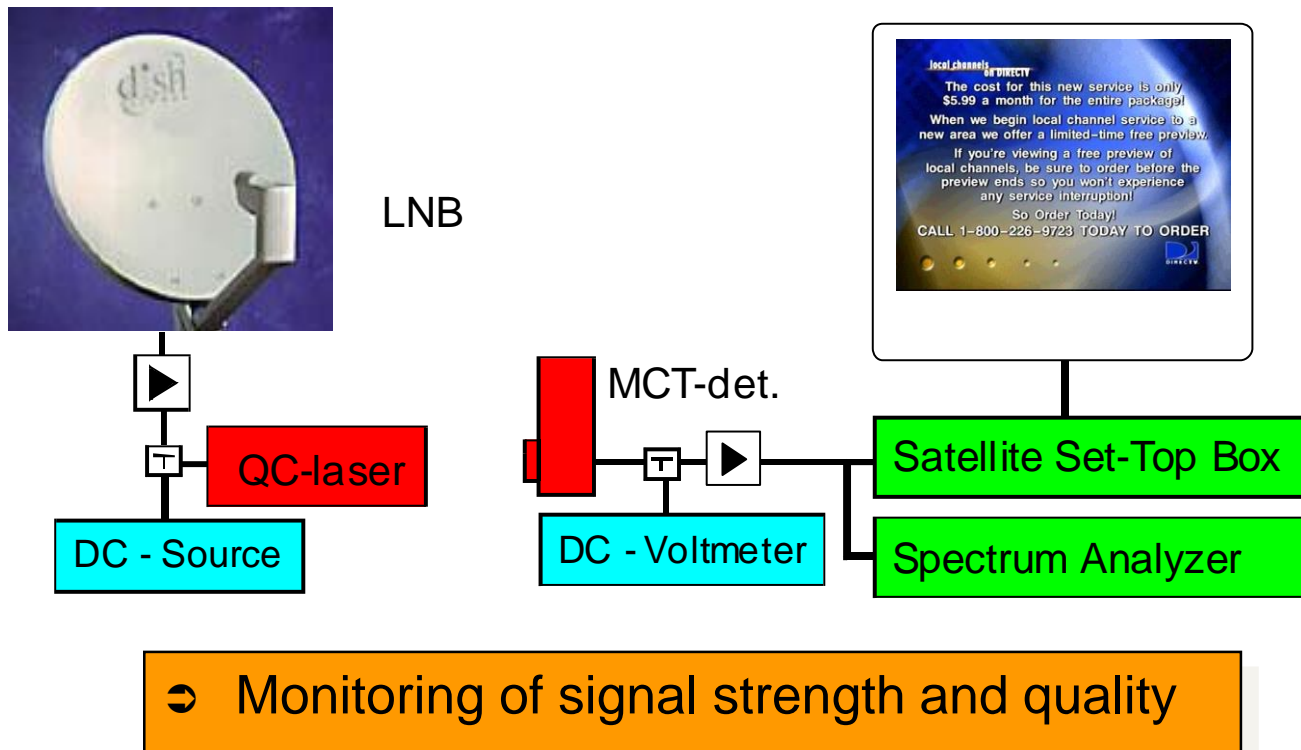 dish
LNB
local channels
on DIRECTV
The cost for this new service is only
$5.99 a month for the entire package!
When we begin local channel service to a
new area we offer a limited-time free preview.
If you're viewing a free preview of
local channels, be sure to order before the
preview ends so you won't experience
any service interruption!
So Order Today!
CALL 1-800-226-9723 TODAY TO ORDER
DIRECTV
MCT-det.
QC-laser
DC - Source
DC - Voltmeter
Satellite Set-Top Box
Spectrum Analyzer
➲ Monitoring of signal strength and quality